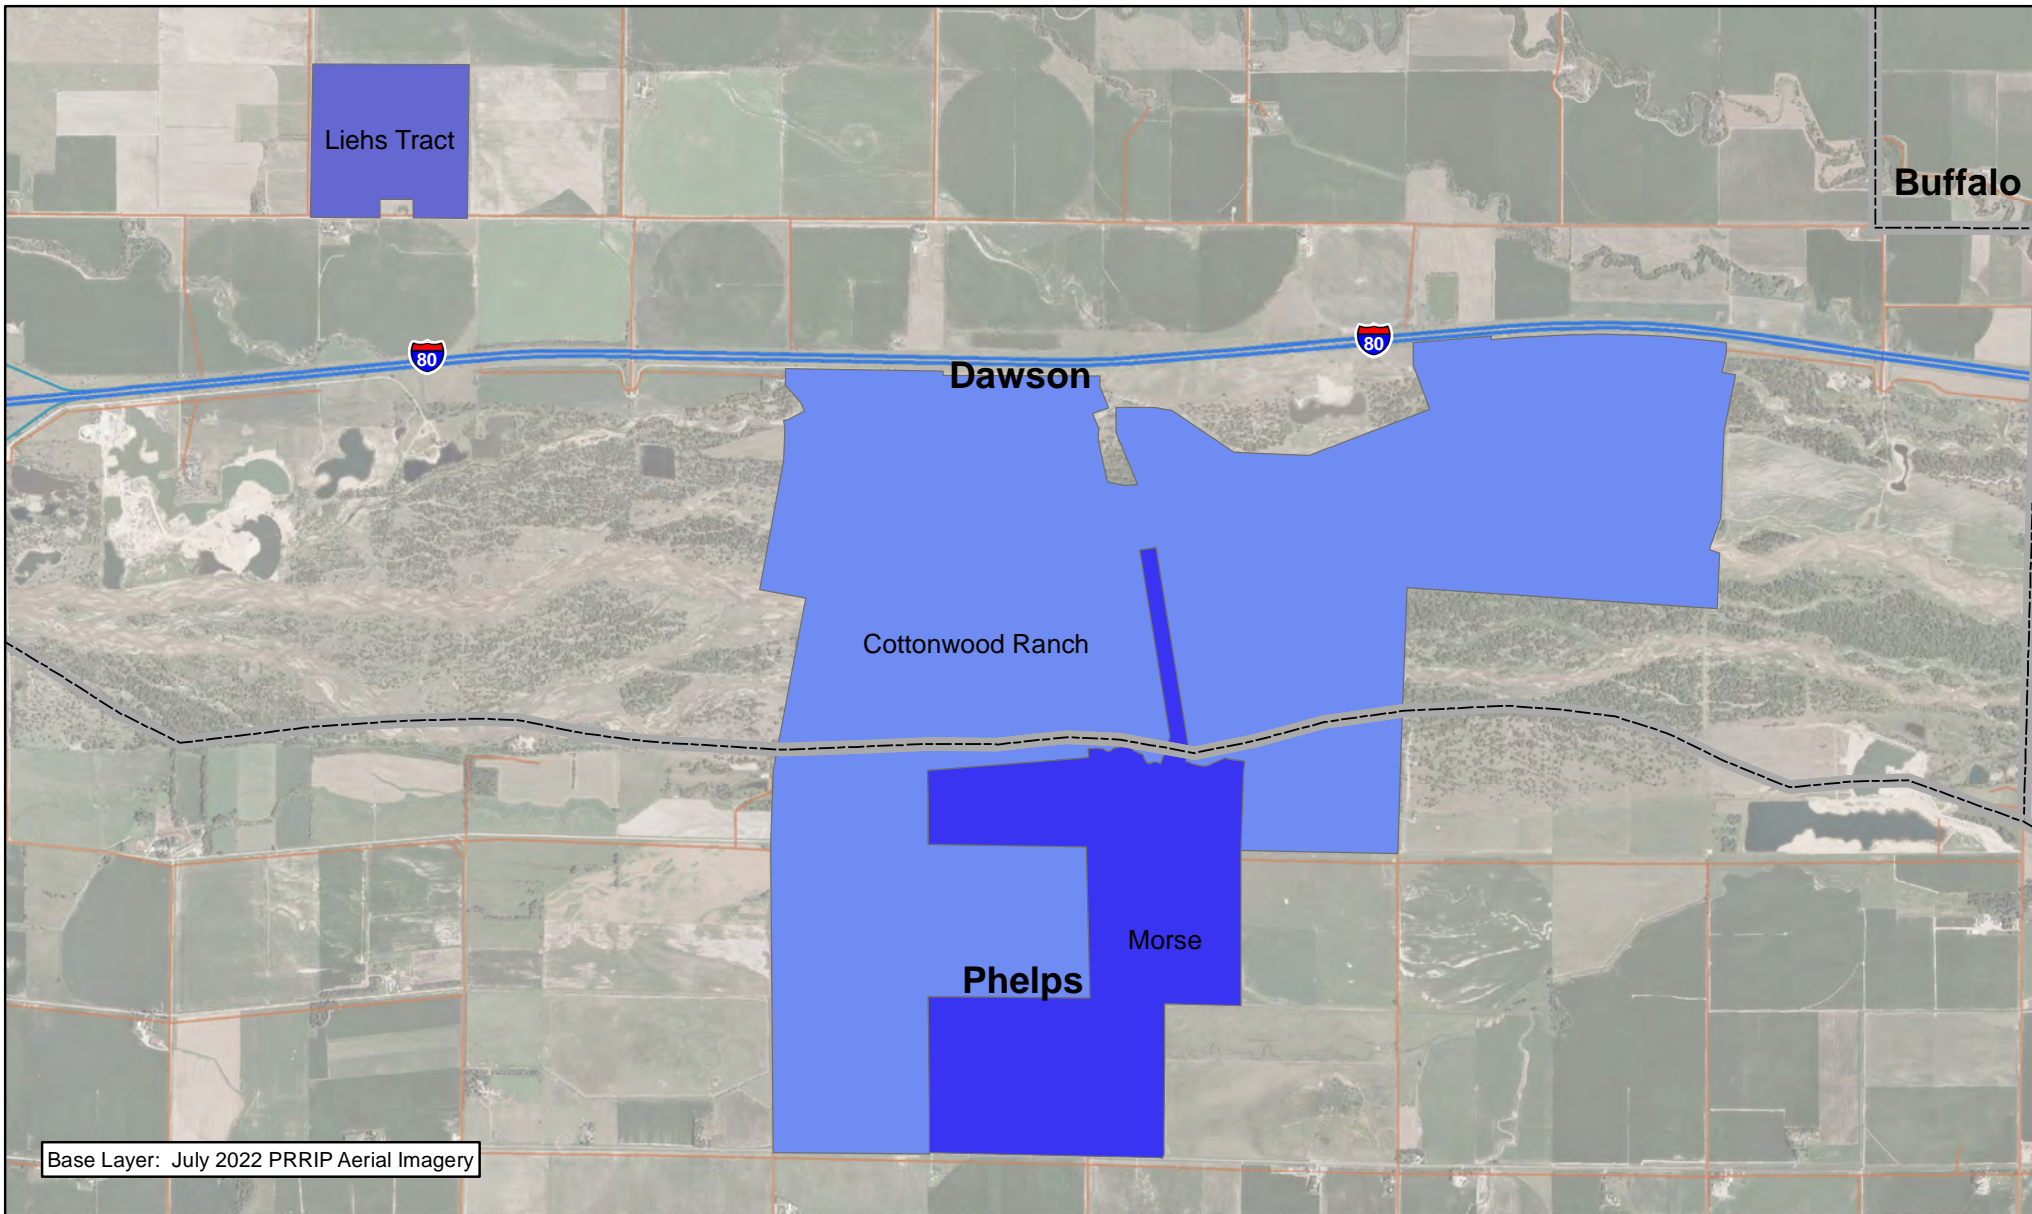 Liehs Tract
Buffalo
80
80
Dawson
Cottonwood Ranch
Morse
Phelps
Base Layer: July 2022 PRRIP Aerial Imagery